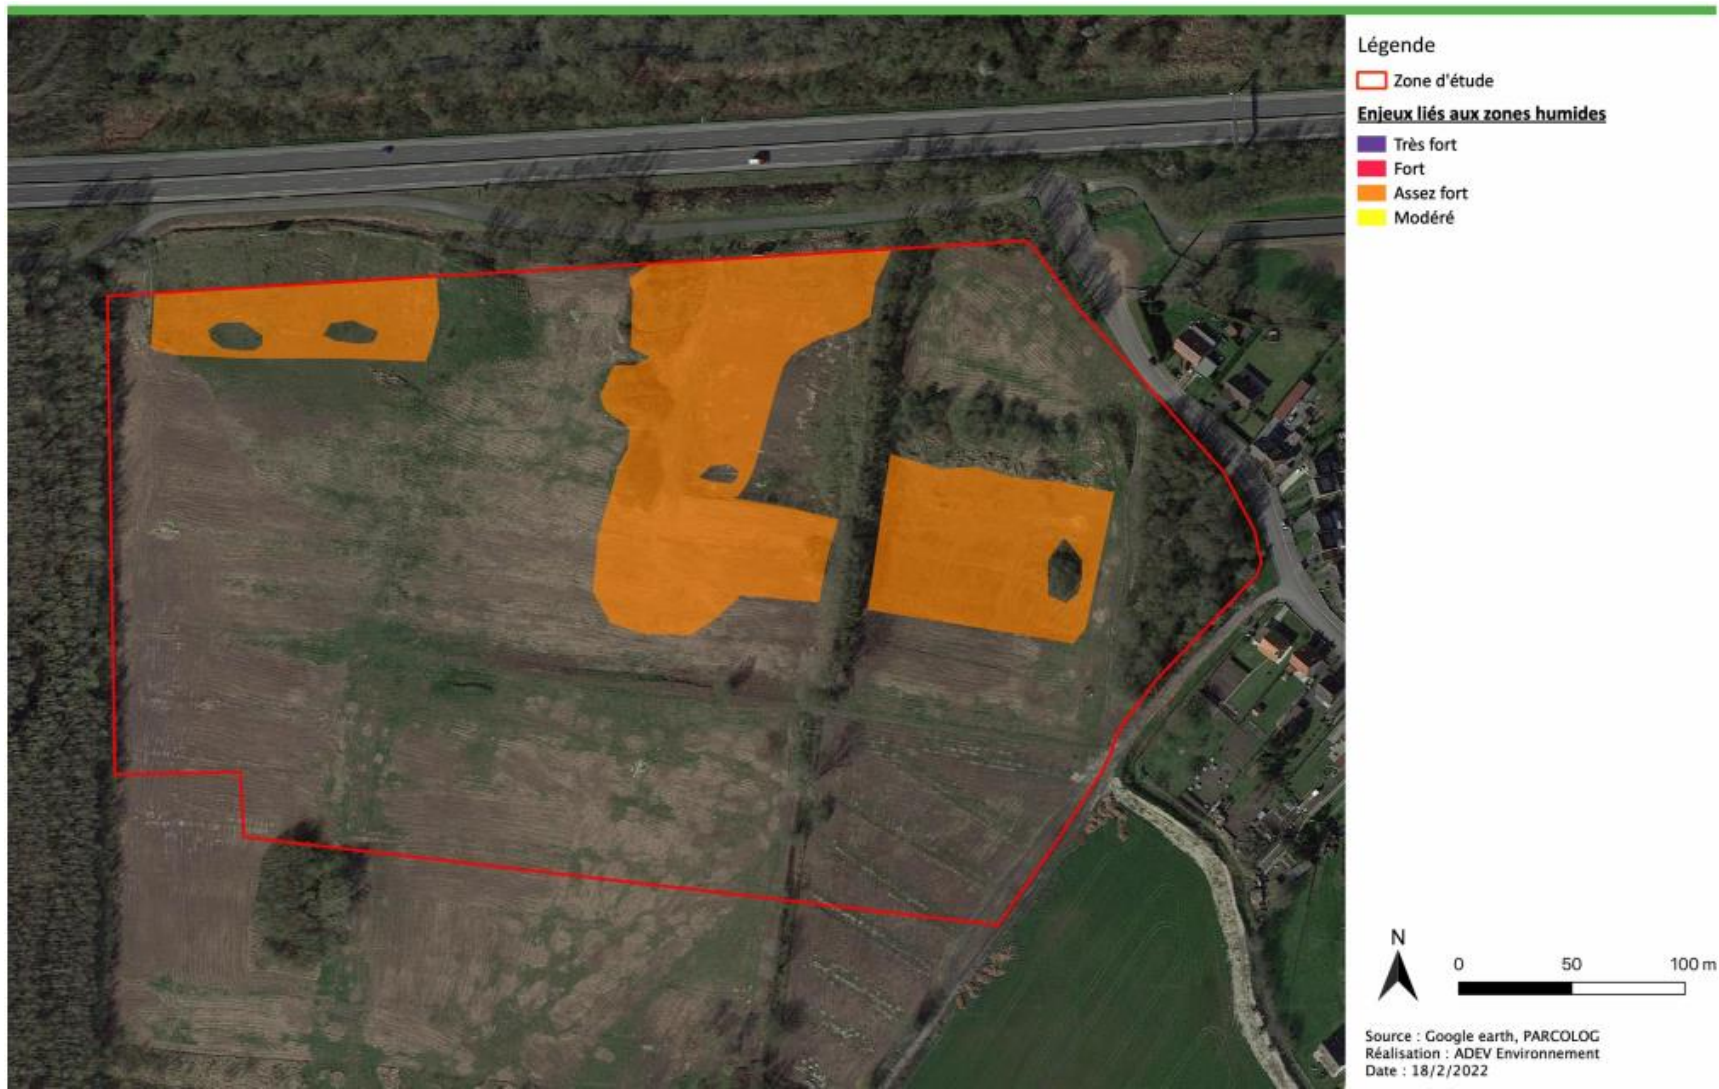 Légende
Zone d'étude
Enjeux liés aux zones humides
Très fort
Fort
Assez fort
Modéré
N
0 50 100 m
Source : Google earth, PARCOLOG
Réalisation : ADEV Environnement
Date : 18/2/2022